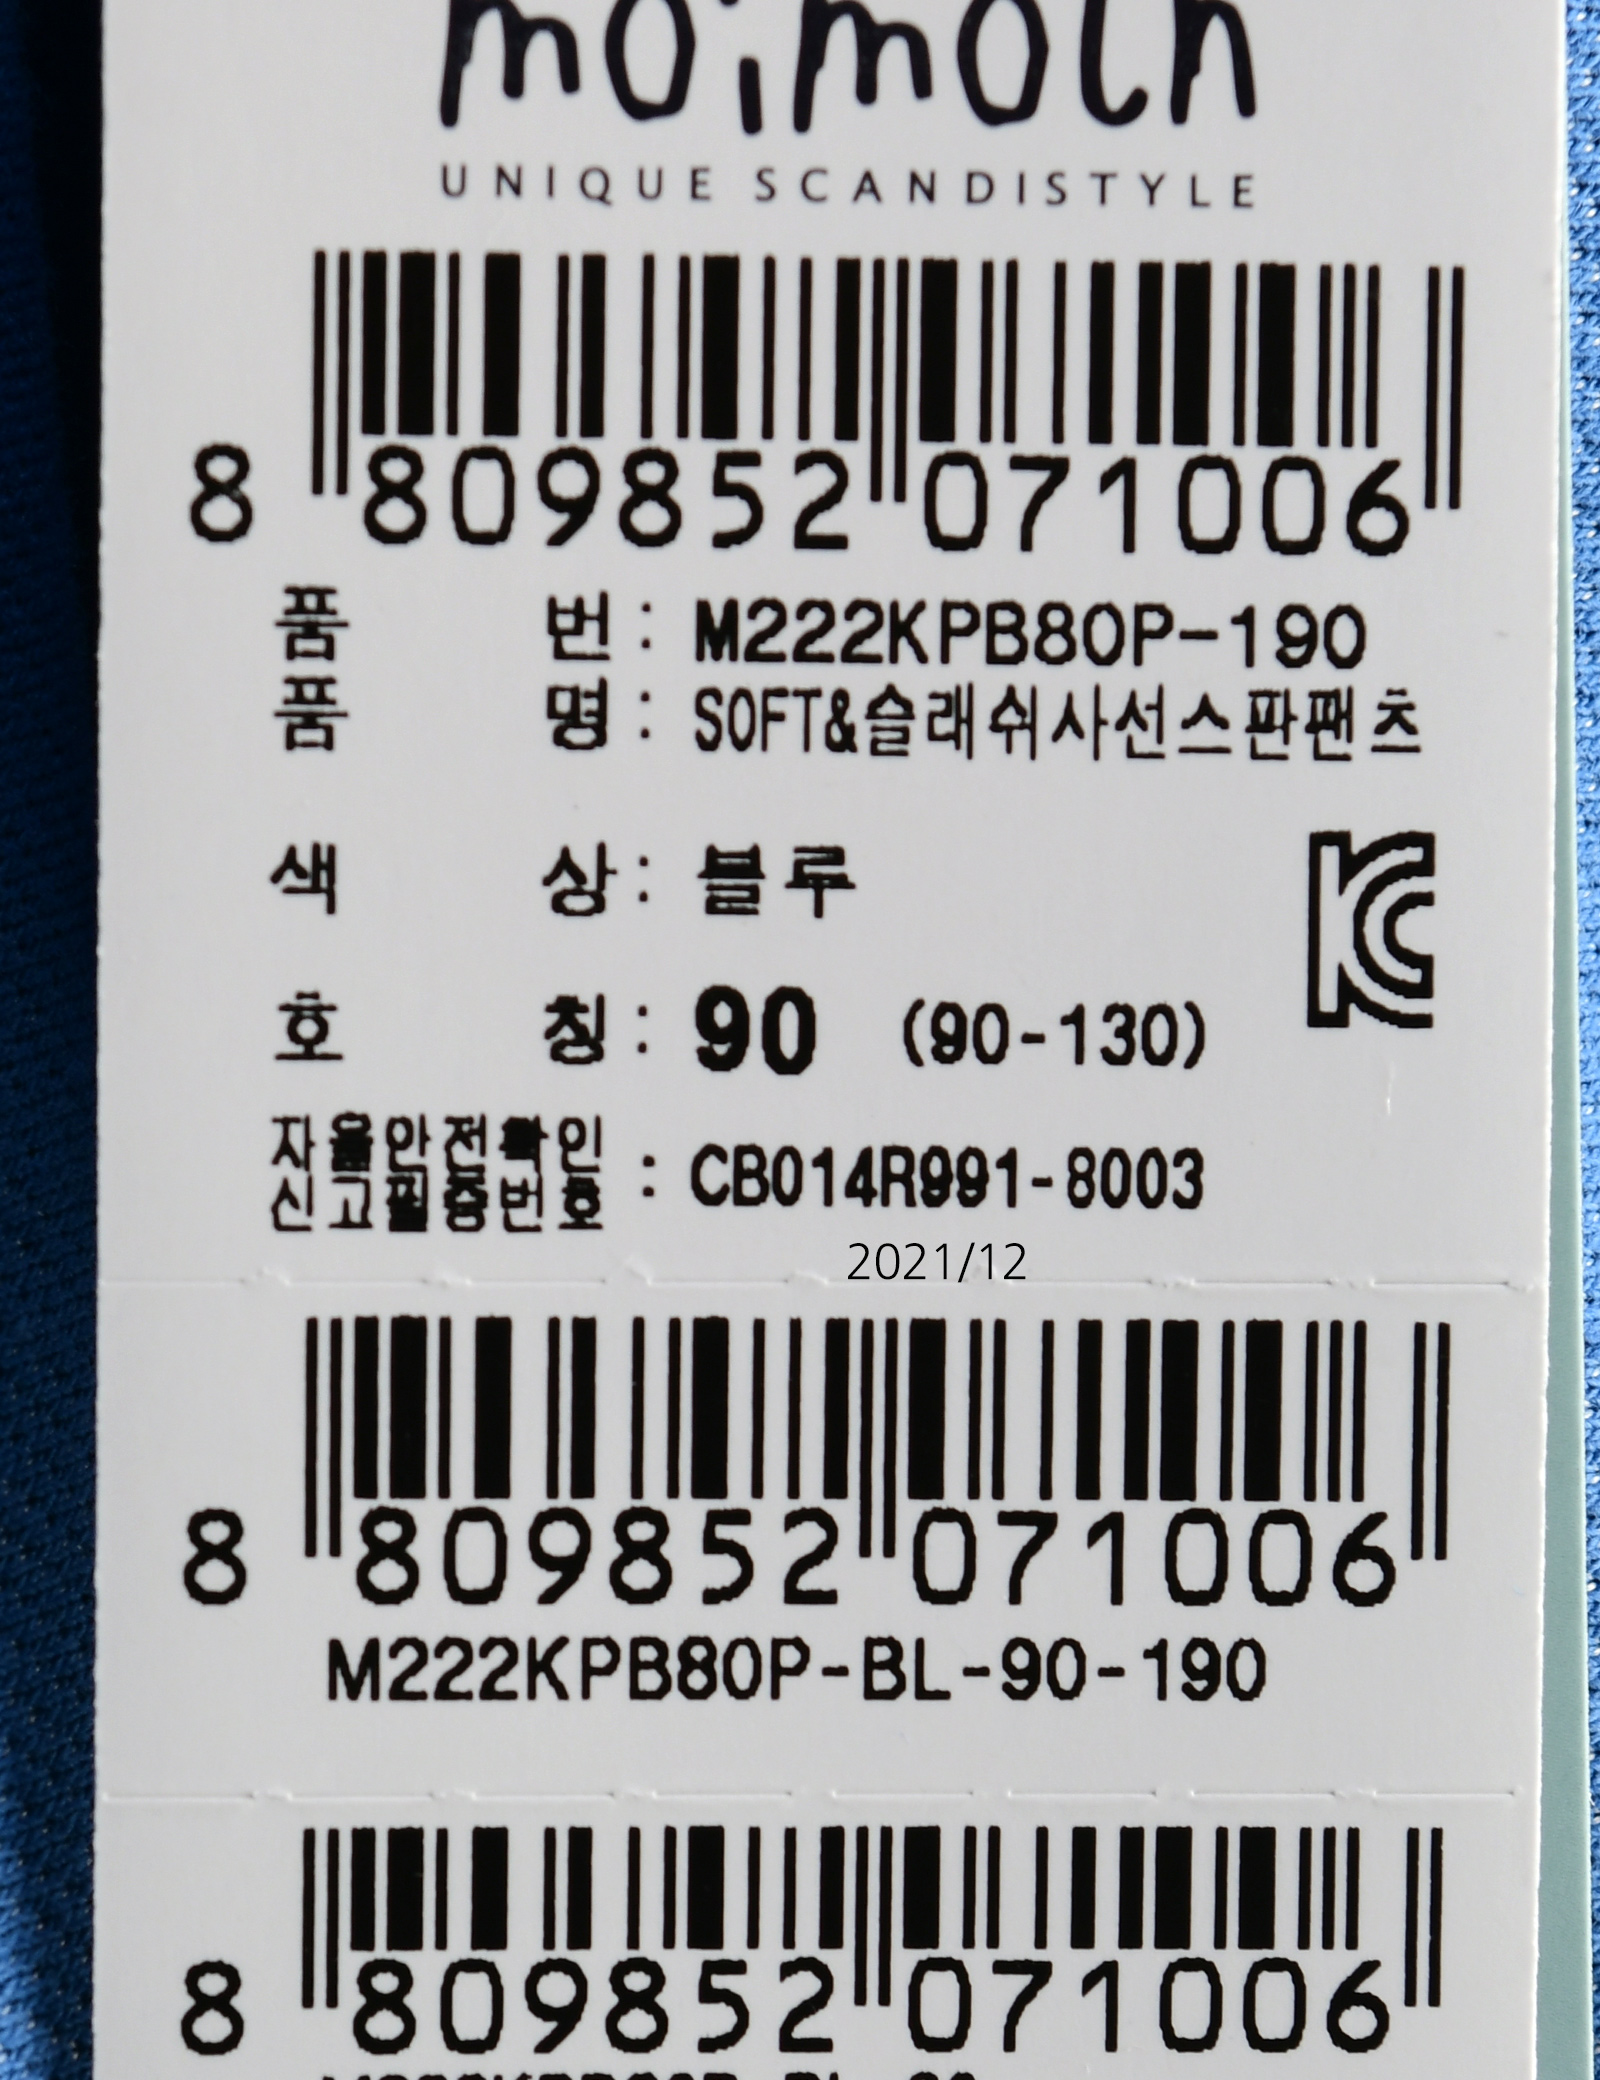 moimoln
UNIQUE SCANDISTYLE
8 809852 071006
품 번 : M222KPB80P-190
품 명 : SOFT&슬래쉬사선스판팬츠
색 상 : 블루
호 칭 : 90 (90-130)
자율안전확인
신고필증번호 : CB014R991-8003
2021/12
8 809852 071006
M222KPB80P-BL-90-190
8 809852 071006